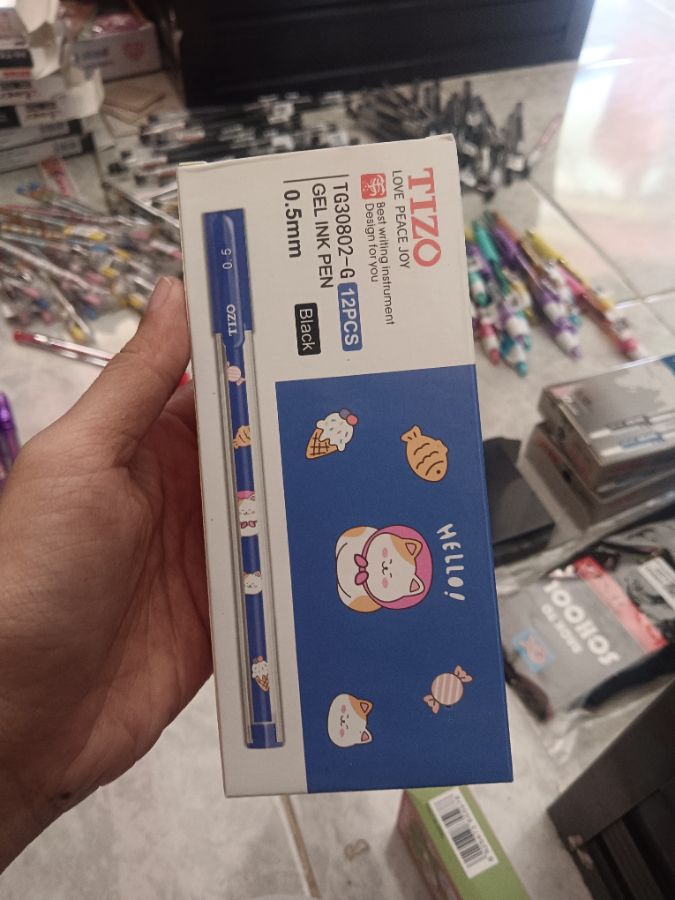 TIZO
LOVE PEACE JOY
Best writing instrument
Design for you
TG30802-G 12PCS
GEL INK PEN
0.5mm
Black
0.5
TIZO
HELLO!